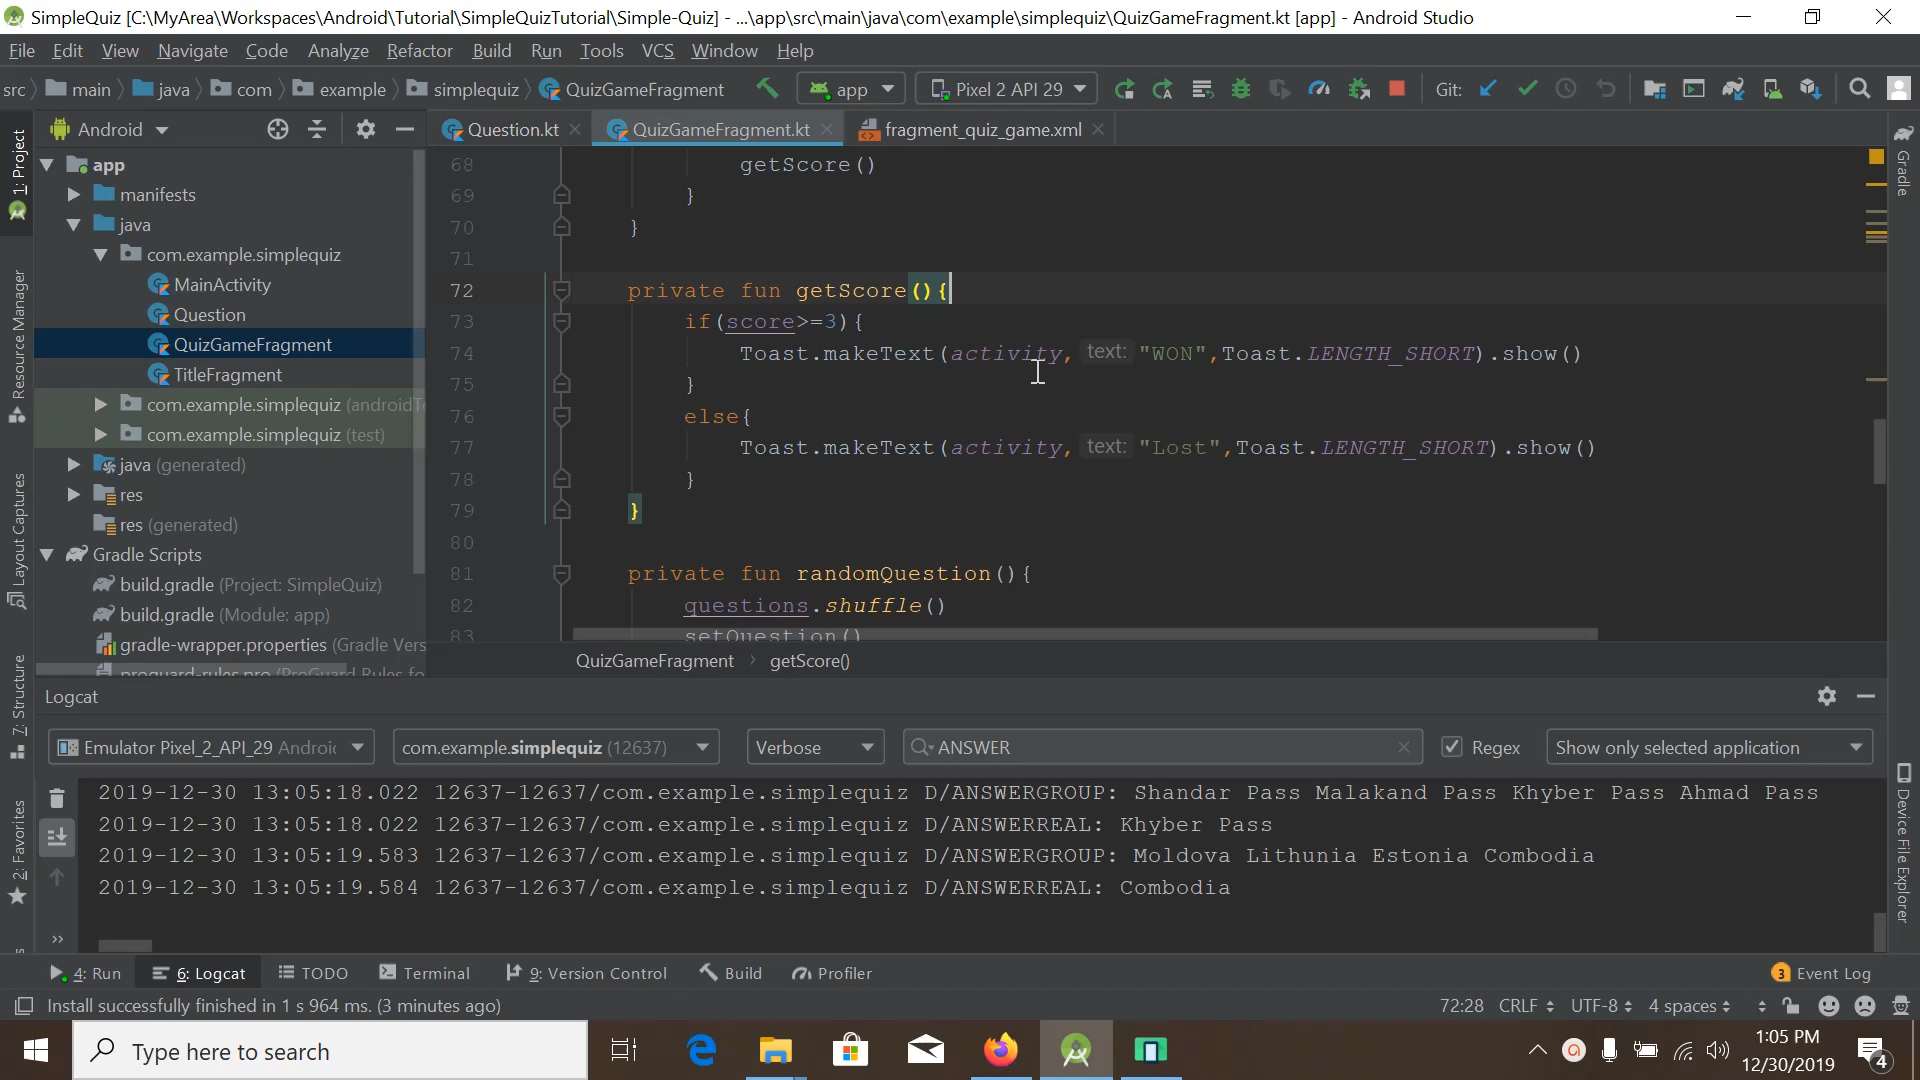 SimpleQuiz [C:\MyArea\Workspaces\Android\Tutorial\SimpleQuizTutorial\Simple-Quiz] - ...\app\src\main\java\com\example\simplequiz\QuizGameFragment.kt [app] - Android Studio
File Edit View Navigate Code Analyze Refactor Build Run Tools VCS Window Help
src main java com example simplequiz QuizGameFragment app Pixel 2 API 29 Git:
Android Question.kt QuizGameFragment.kt fragment_quiz_game.xml
1: Project
Resource Manager
Layout Captures
7: Structure
2: Favorites
Gradle
Device File Explorer
app
manifests
java
com.example.simplequiz
MainActivity
Question
QuizGameFragment
TitleFragment
com.example.simplequiz (androidTe
com.example.simplequiz (test)
java (generated)
res
res (generated)
Gradle Scripts
build.gradle (Project: SimpleQuiz)
build.gradle (Module: app)
gradle-wrapper.properties (Gradle Vers
proguard-rules.pro (ProGuard Rules fo
68 getScore()
69 }
70 }
71
72 private fun getScore(){
73 if(score>=3){
74 Toast.makeText(activity, text: "WON",Toast.LENGTH_SHORT).show()
75 }
76 else{
77 Toast.makeText(activity, text: "Lost",Toast.LENGTH_SHORT).show()
78 }
79 }
80
81 private fun randomQuestion(){
82 questions.shuffle()
83 setQuestion()
QuizGameFragment getScore()
Logcat
Emulator Pixel_2_API_29 Android com.example.simplequiz (12637) Verbose ANSWER Regex Show only selected application
2019-12-30 13:05:18.022 12637-12637/com.example.simplequiz D/ANSWERGROUP: Shandar Pass Malakand Pass Khyber Pass Ahmad Pass
2019-12-30 13:05:18.022 12637-12637/com.example.simplequiz D/ANSWERREAL: Khyber Pass
2019-12-30 13:05:19.583 12637-12637/com.example.simplequiz D/ANSWERGROUP: Moldova Lithunia Estonia Combodia
2019-12-30 13:05:19.584 12637-12637/com.example.simplequiz D/ANSWERREAL: Combodia
4: Run 6: Logcat TODO Terminal 9: Version Control Build Profiler 3 Event Log
Install successfully finished in 1 s 964 ms. (3 minutes ago) 72:28 CRLF UTF-8 4 spaces
Type here to search
1:05 PM
12/30/2019
4